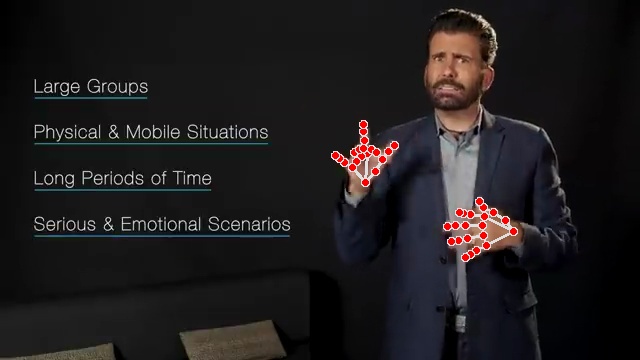 Large Groups
Physical & Mobile Situations
Long Periods of Time
Serious & Emotional Scenarios